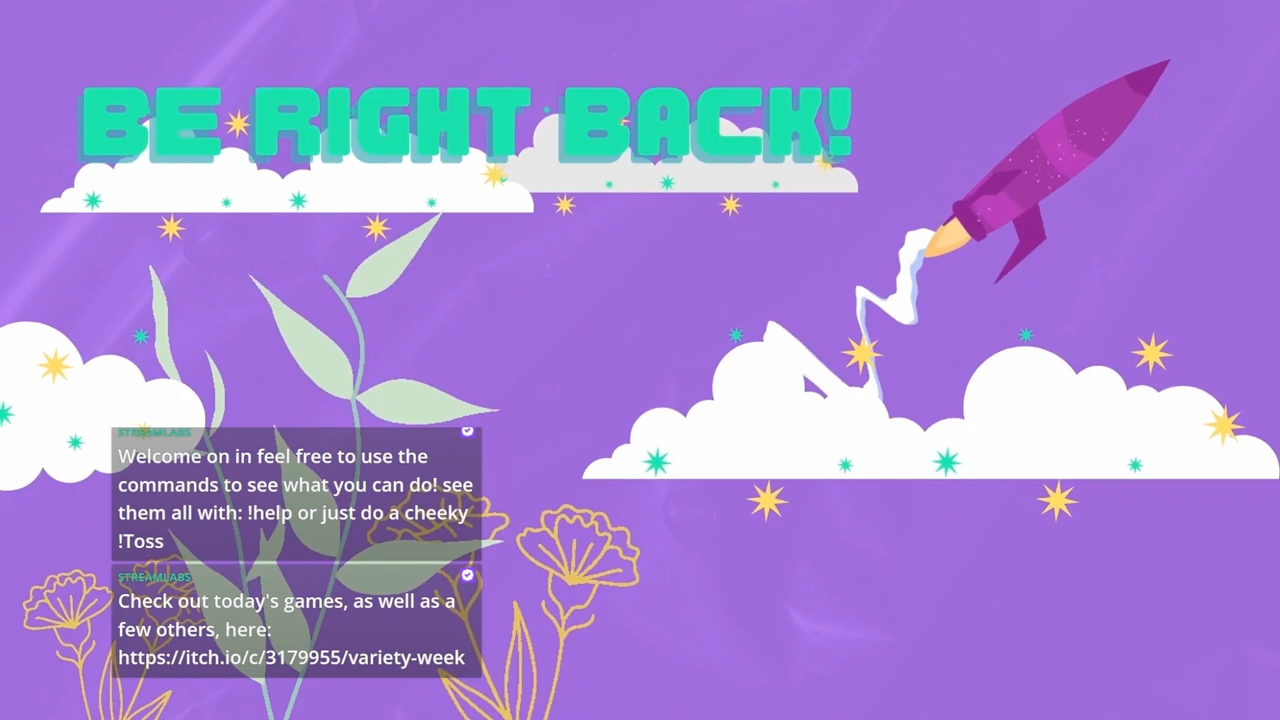 BE RIGHT BACK!
STREAMLABS
Welcome on in feel free to use the
commands to see what you can do! see
them all with: !help or just do a cheeky
!Toss
STREAMLABS
Check out today's games, as well as a
few others, here:
https://itch.io/c/3179955/variety-week